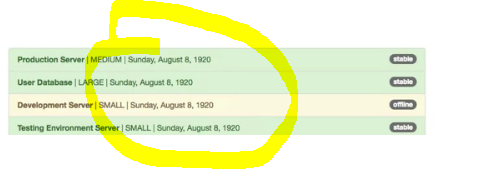 Production Server | MEDIUM | Sunday, August 8, 1920 stable
User Database | LARGE | Sunday, August 8, 1920 stable
Development Server | SMALL | Sunday, August 8, 1920 offline
Testing Environment Server | SMALL | Sunday, August 8, 1920 stable